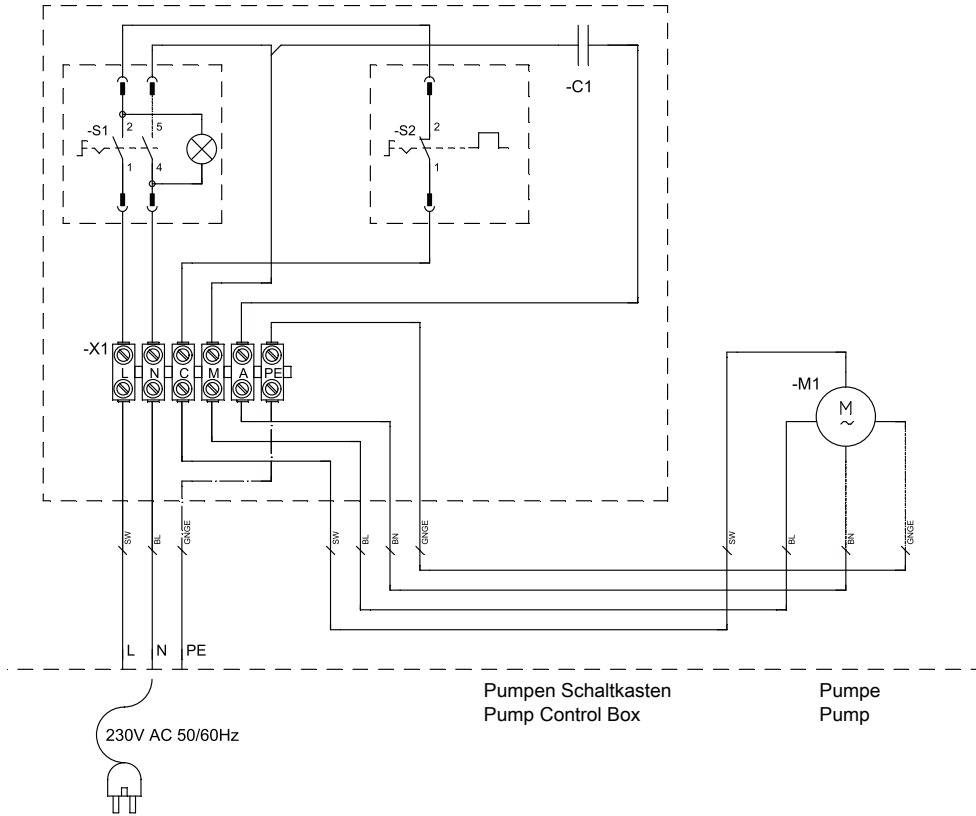 -C1
-S1
2
5
1
4
-S2
2
1
-X1
L
N
C
M
A
PE
-M1
M
~
SW
BL
GNGE
SW
BL
BN
GNGE
SW
BL
BN
GNGE
L
N
PE
Pumpen Schaltkasten
Pump Control Box
Pumpe
Pump
230V AC 50/60Hz